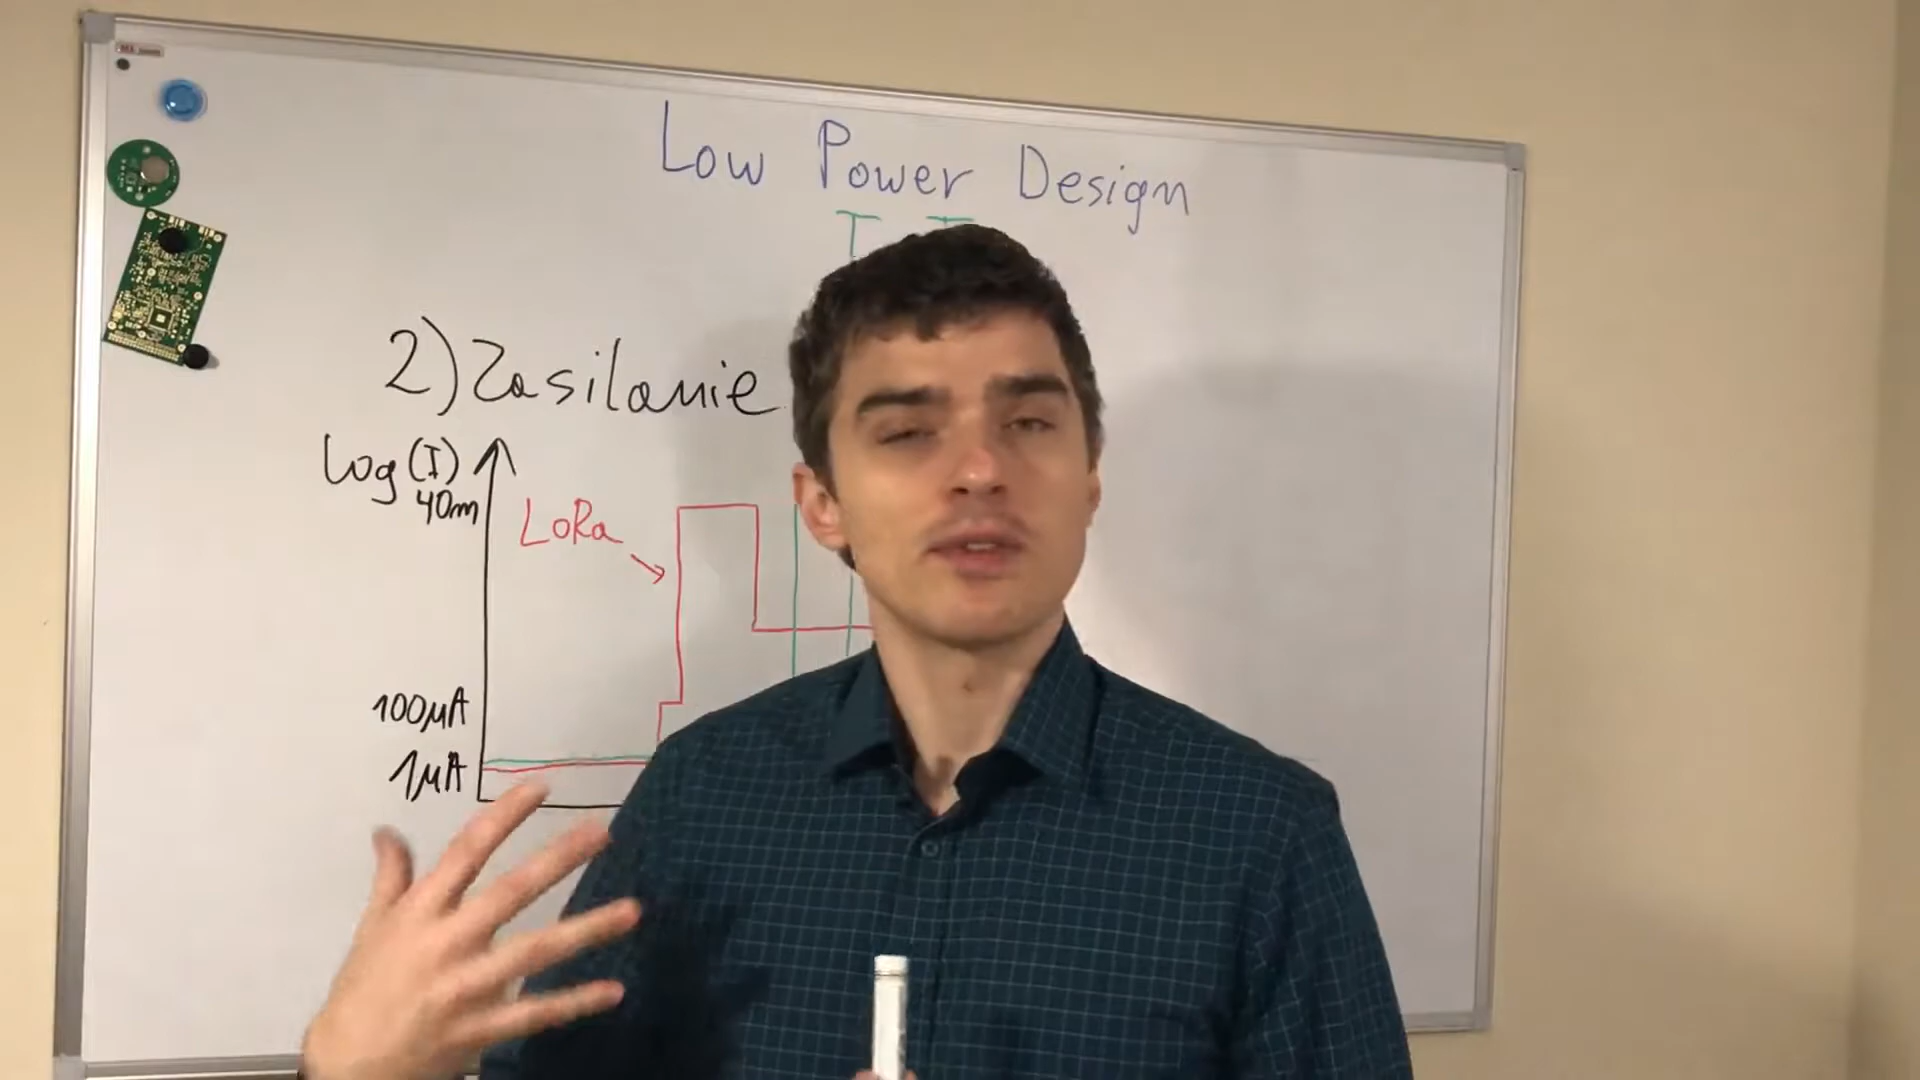 Low Power Design
2) Zasilanie
log(I)
40m
LoRa
100µA
1µA